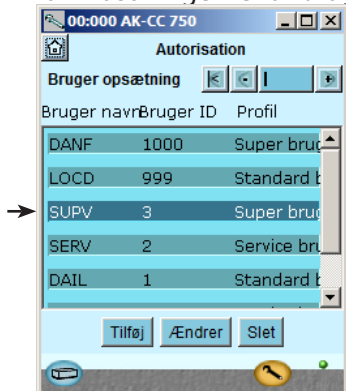 00:000 AK-CC 750
Autorisation
Bruger opsætning
Bruger navn Bruger ID Profil
DANF 1000 Super brug
LOCD 999 Standard b
SUPV 3 Super brug
SERV 2 Service bru
DAIL 1 Standard b
Tilføj Ændrer Slet